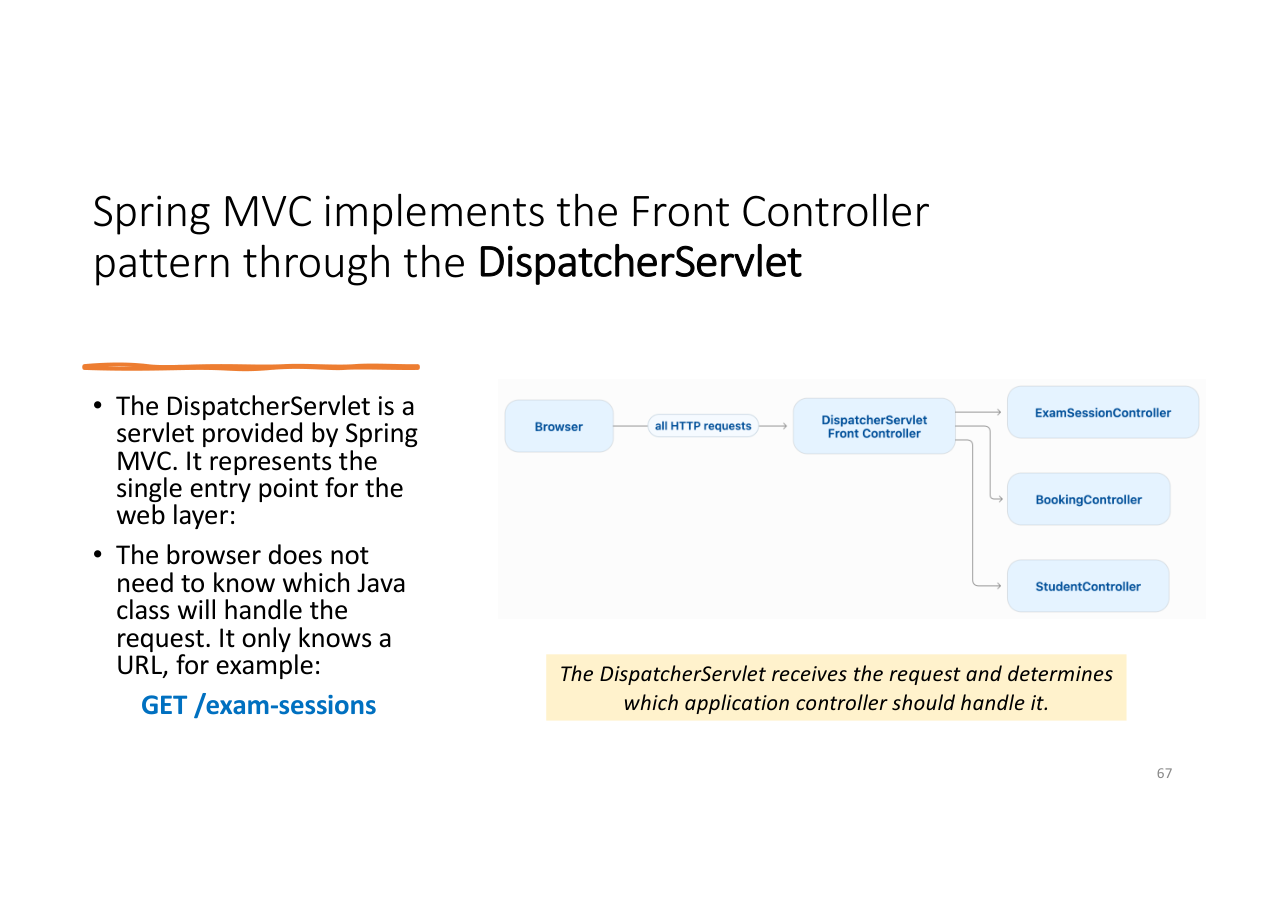 Spring MVC implements the Front Controller
pattern through the DispatcherServlet
• The DispatcherServlet is a
servlet provided by Spring
MVC. It represents the
single entry point for the
web layer:
• The browser does not
need to know which Java
class will handle the
request. It only knows a
URL, for example:
GET /exam-sessions
Browser
all HTTP requests
DispatcherServlet
Front Controller
ExamSessionController
BookingController
StudentController
The DispatcherServlet receives the request and determines
which application controller should handle it.
67